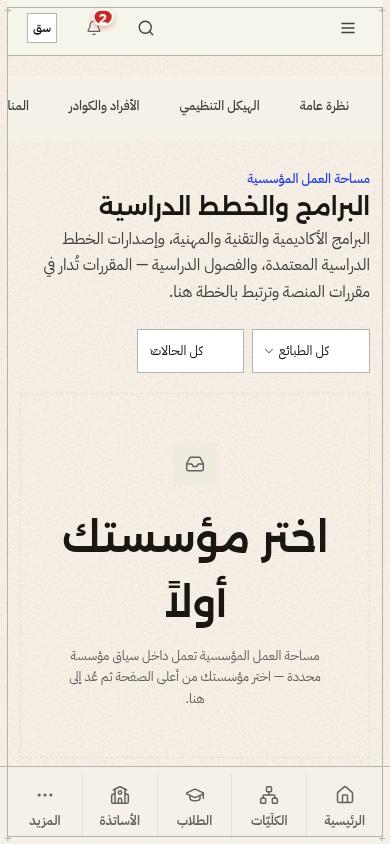 2
سق
نظرة عامة
الهيكل التنظيمي
الأفراد والكوادر
المنا
مساحة العمل المؤسسية
البرامج والخطط الدراسية
البرامج الأكاديمية والتقنية والمهنية، وإصدارات الخطط
الدراسية المعتمدة، والفصول الدراسية — المقررات تُدار في
مقررات المنصة وترتبط بالخطة هنا.
كل الطبائع
كل الحالات
اختر مؤسستك
أولاً
مساحة العمل المؤسسية تعمل داخل سياق مؤسسة
محددة — اختر مؤسستك من أعلى الصفحة ثم عُد إلى
هنا.
الرئيسية
الكليّات
الطلاب
الأساتذة
المزيد